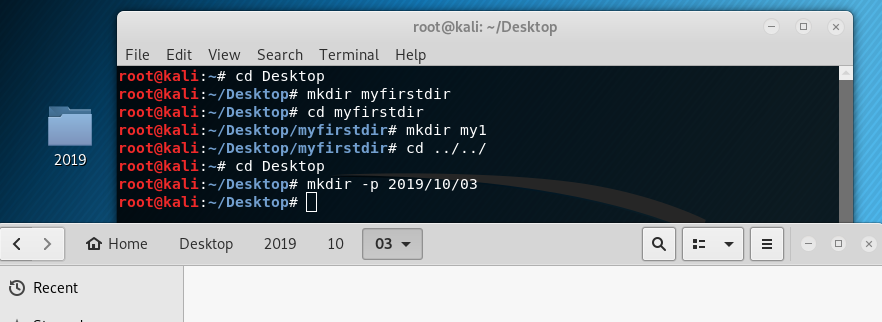 root@kali: ~/Desktop
File Edit View Search Terminal Help
root@kali:~# cd Desktop
root@kali:~/Desktop# mkdir myfirstdir
root@kali:~/Desktop# cd myfirstdir
root@kali:~/Desktop/myfirstdir# mkdir my1
root@kali:~/Desktop/myfirstdir# cd ../../
root@kali:~# cd Desktop
root@kali:~/Desktop# mkdir -p 2019/10/03
root@kali:~/Desktop#
2019
Home Desktop 2019 10 03
Recent